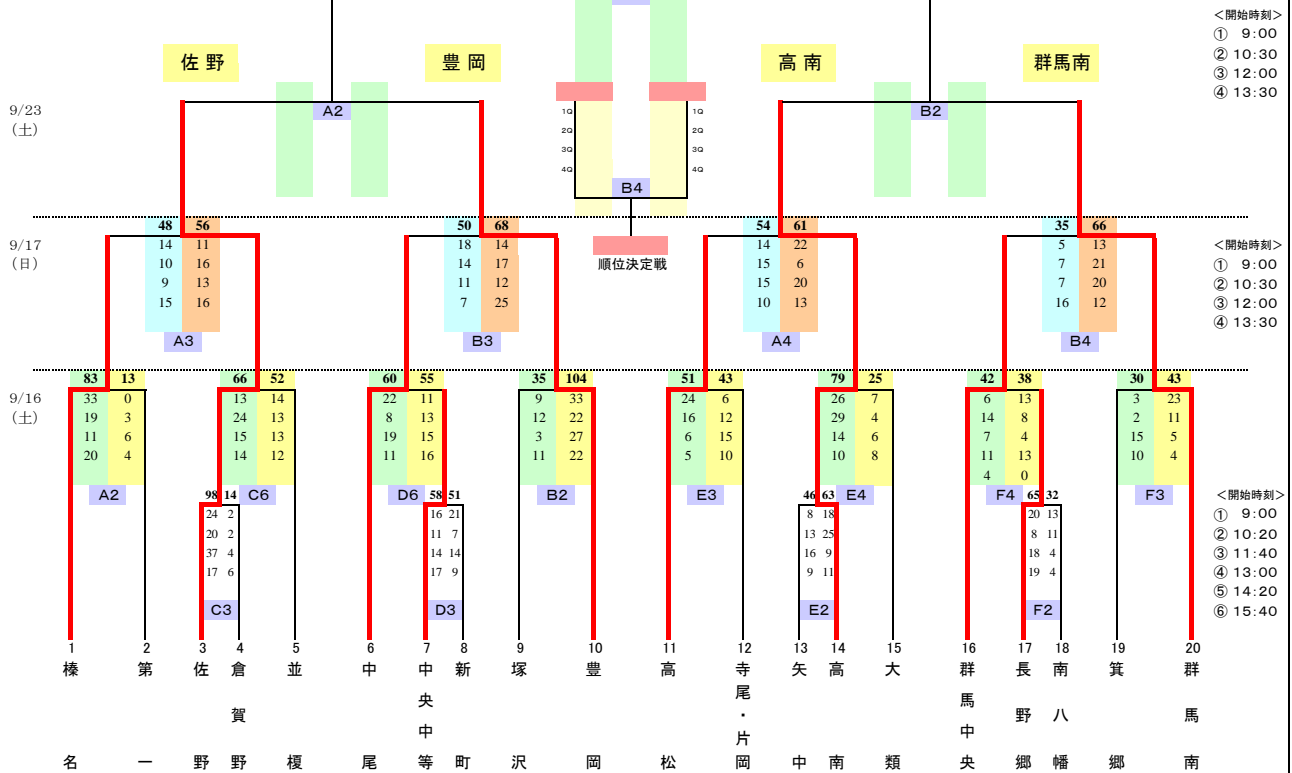 ＜開始時刻＞
① 9:00
② 10:30
③ 12:00
④ 13:30
佐野 豊岡 高南 群馬南
9/23
（土）
A2 B2
1Q 1Q
2Q 2Q
3Q 3Q
4Q 4Q
B4
順位決定戦
9/17
（日）
48 56 50 68 54 61 35 66
14 11 18 14 14 22 5 13
10 16 14 17 15 6 7 21
9 13 11 12 15 20 7 20
15 16 7 25 10 13 16 12
A3 B3 A4 B4
＜開始時刻＞
① 9:00
② 10:30
③ 12:00
④ 13:30
9/16
（土）
83 13 66 52 60 55 35 104 51 43 79 25 42 38 30 43
33 0 13 14 22 11 9 33 24 6 26 7 6 13 3 23
19 3 24 13 8 13 12 22 16 12 29 4 14 8 2 11
11 6 15 13 19 15 3 27 6 15 14 6 7 4 15 5
20 4 14 12 11 16 11 22 5 10 10 8 11 13 10 4
4 0
A2 C6 D6 B2 E3 E4 F4 F3
98 14 58 51 46 63 65 32
24 2 16 21 8 18 20 13
20 2 11 7 13 25 8 11
37 4 14 14 16 9 18 4
17 6 17 9 9 11 19 4
C3 D3 E2 F2
＜開始時刻＞
① 9:00
② 10:20
③ 11:40
④ 13:00
⑤ 14:20
⑥ 15:40
1 2 3 4 5 6 7 8 9 10 11 12 13 14 15 16 17 18 19 20
榛名
第一
佐野
倉賀野
並榎
中尾
中央中等
新町
塚沢
豊岡
高松
寺尾・片岡
矢中
高南
大類
群馬中央
長野郷
南八幡
箕郷
群馬南